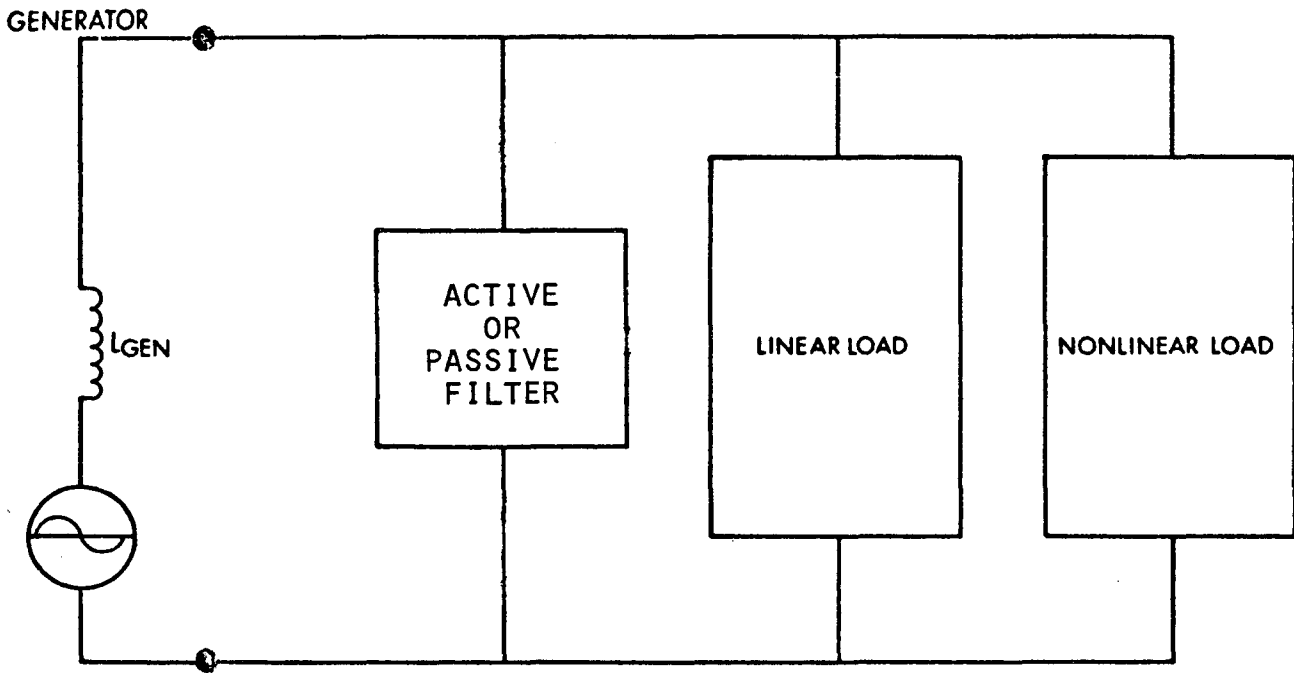 GENERATOR
LGEN
ACTIVE
OR
PASSIVE
FILTER
LINEAR LOAD
NONLINEAR LOAD